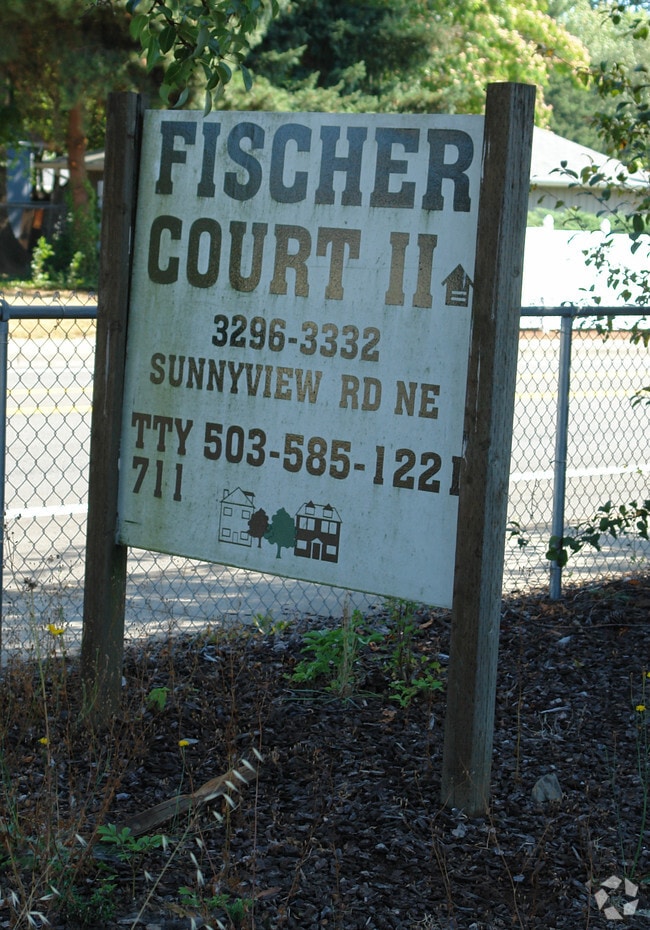 FISCHER
COURT II
3296-3332
SUNNYVIEW RD NE
TTY 503-585-1221
711